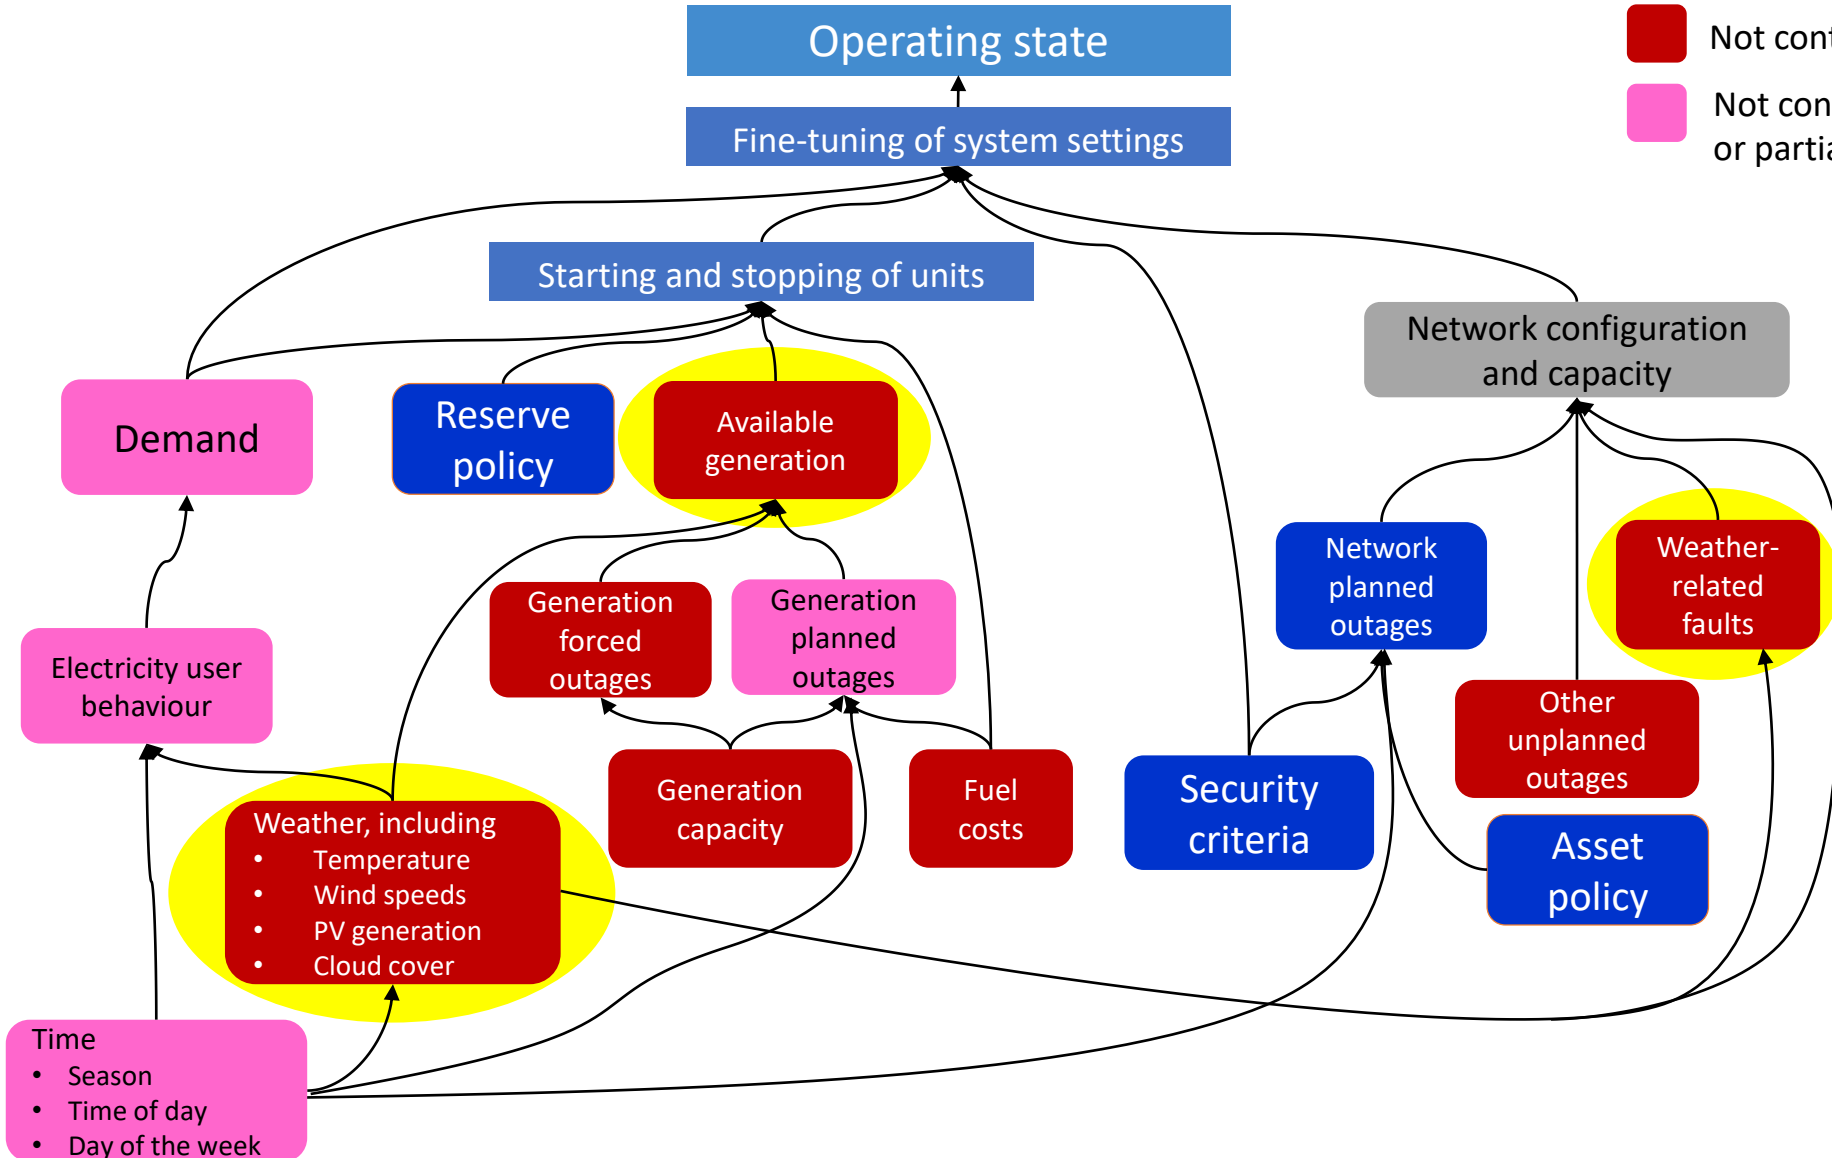 Operating state
Not
Fine-tuning of system settings
Not
or
Starting and stopping of units
Network configuration
and capacity
Demand
Reserve
policy
Available
generation
Network
planned
outages
Weather-
related
faults
Generation
forced
outages
Generation
planned
outages
Electricity user
behaviour
Other
unplanned
outages
Generation
capacity
Fuel
costs
Security
criteria
Asset
policy
Weather, including
• Temperature
• Wind speeds
• PV generation
• Cloud cover
Time
• Season
• Time of day
• Day of the week